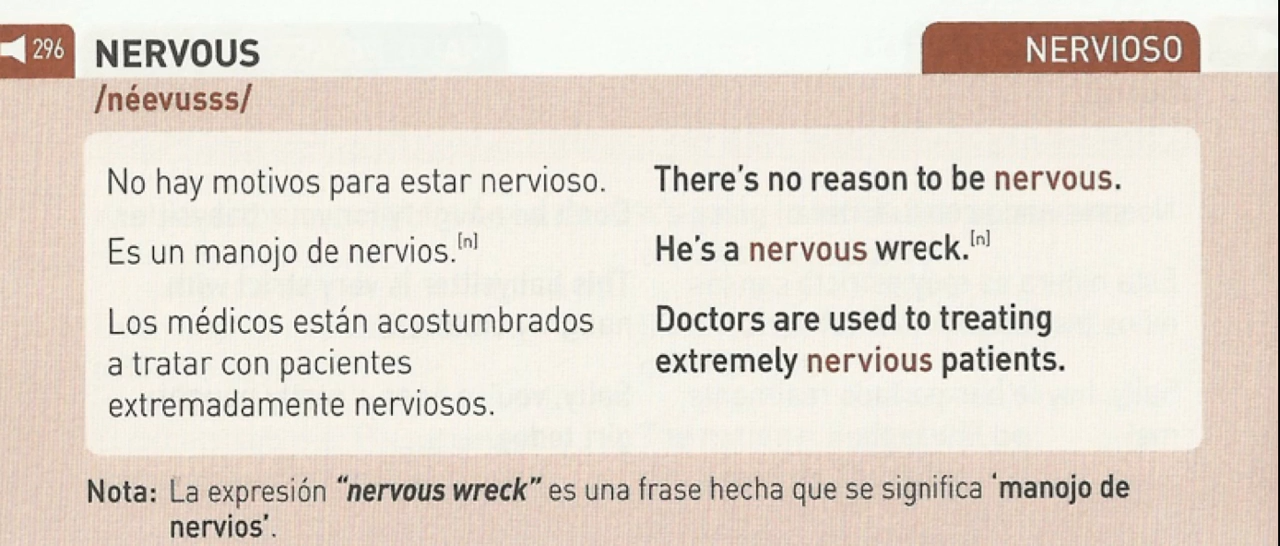 296 NERVOUS NERVIOSO
/néevusss/
No hay motivos para estar nervioso.
There's no reason to be nervous.
Es un manojo de nervios.[n]
He's a nervous wreck.[n]
Los médicos están acostumbrados
a tratar con pacientes
extremadamente nerviosos.
Doctors are used to treating
extremely nervious patients.
Nota: La expresión “nervous wreck” es una frase hecha que se significa ‘manojo de
nervios’.